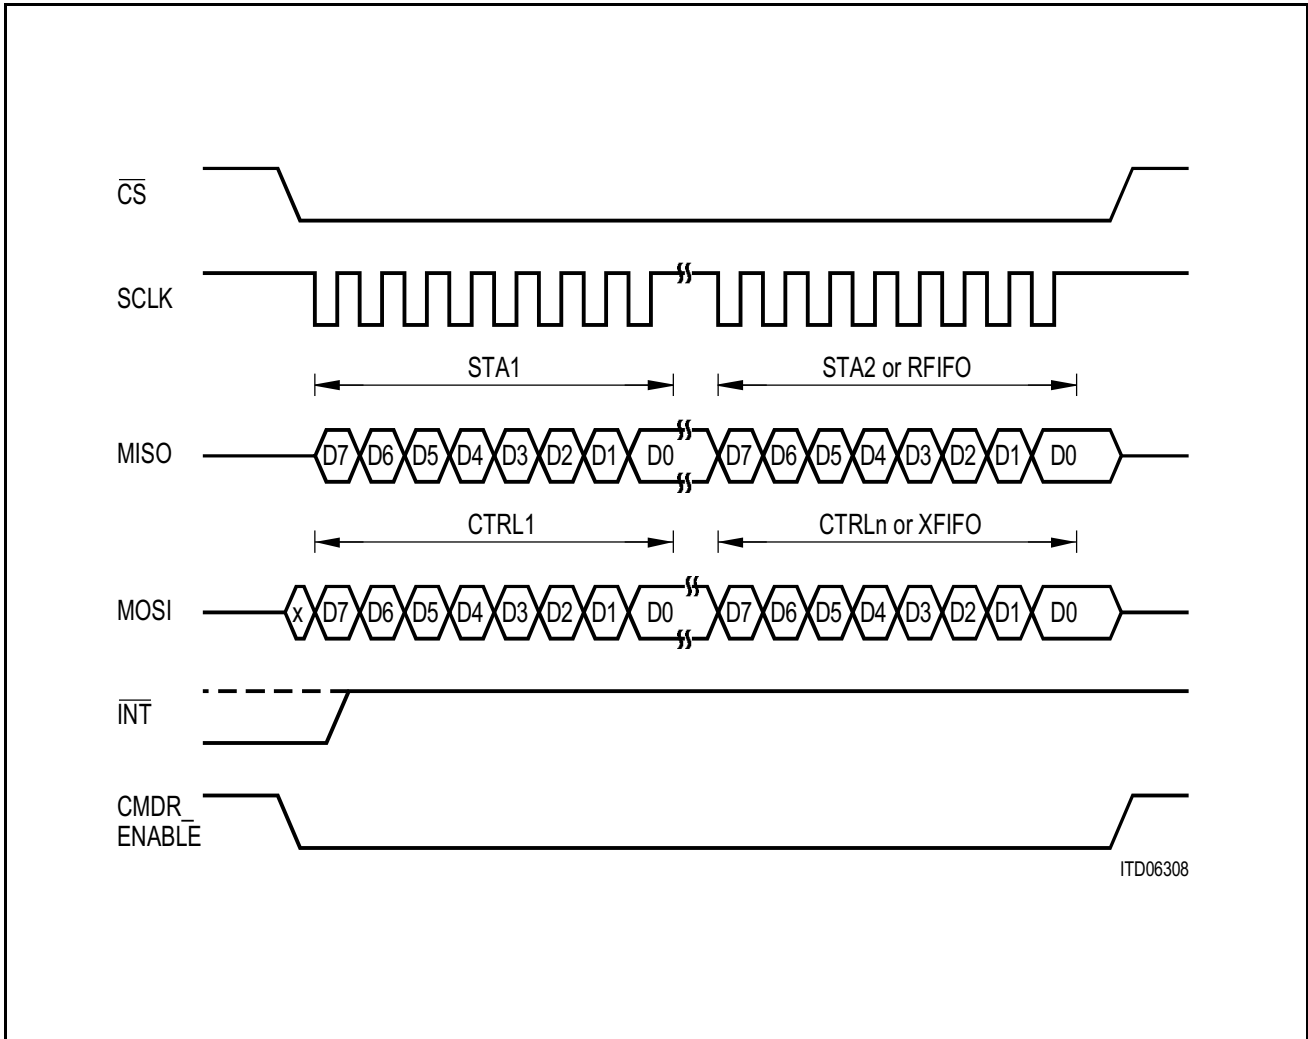 CS
SCLK
STA1
STA2 or RFIFO
MISO
D7 D6 D5 D4 D3 D2 D1 D0 D7 D6 D5 D4 D3 D2 D1 D0
CTRL1
CTRLn or XFIFO
MOSI
x D7 D6 D5 D4 D3 D2 D1 D0 D7 D6 D5 D4 D3 D2 D1 D0
INT
CMDR_
ENABLE
ITD06308